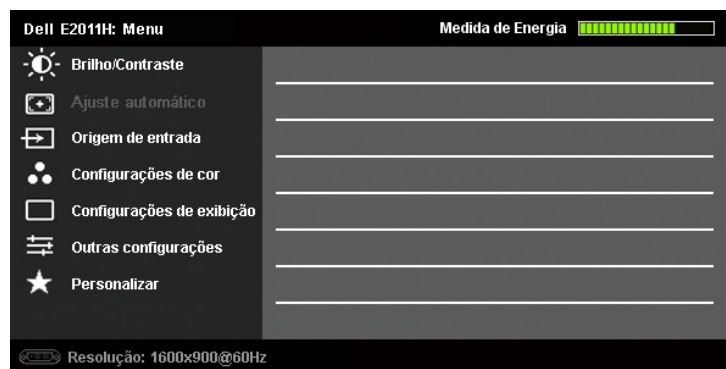 Dell E2011H: Menu
Medida de Energia
Brilho/Contraste
Ajuste automático
Origem de entrada
Configurações de cor
Configurações de exibição
Outras configurações
Personalizar
Resolução: 1600x900@60Hz